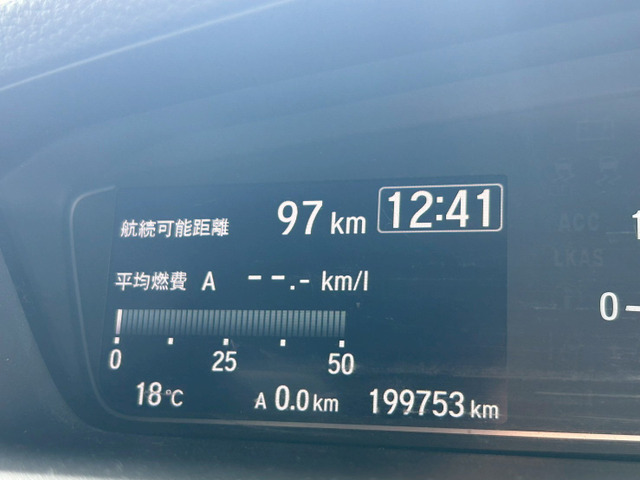 航続可能距離 97 km 12:41
平均燃費 A --.- km/l
0 25 50
18℃ A 0.0 km 199753 km
ACC
LKAS
0